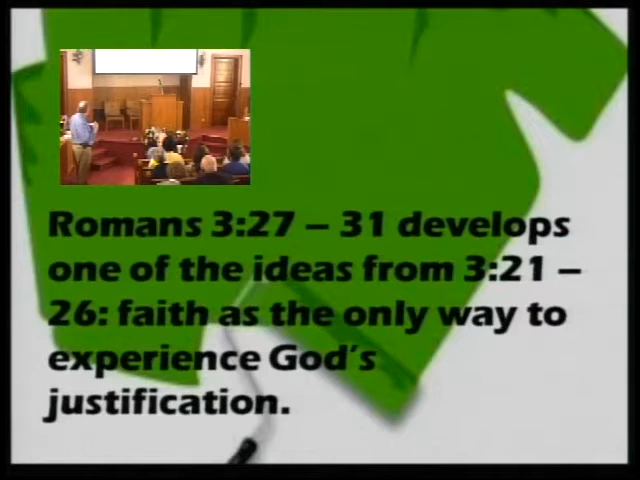 Romans 3:27 – 31 develops
one of the ideas from 3:21 –
26: faith as the only way to
experience God's
justification.